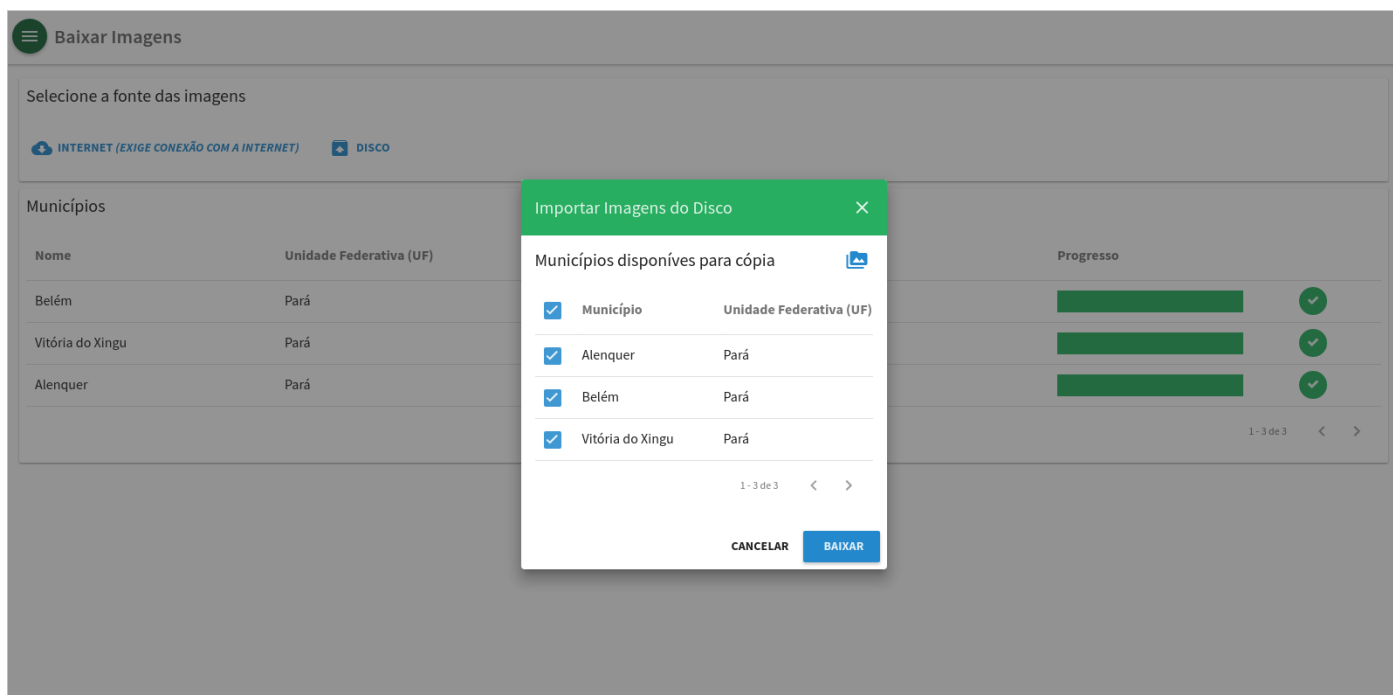 Baixar Imagens
Selecione a fonte das imagens
INTERNET (EXIGE CONEXÃO COM A INTERNET) DISCO
Municípios
Nome Unidade Federativa (UF) Progresso
Belém Pará
Vitória do Xingu Pará
Alenquer Pará
1 - 3 de 3
Importar Imagens do Disco
Municípios disponíves para cópia
Município Unidade Federativa (UF)
Alenquer Pará
Belém Pará
Vitória do Xingu Pará
1 - 3 de 3
CANCELAR BAIXAR